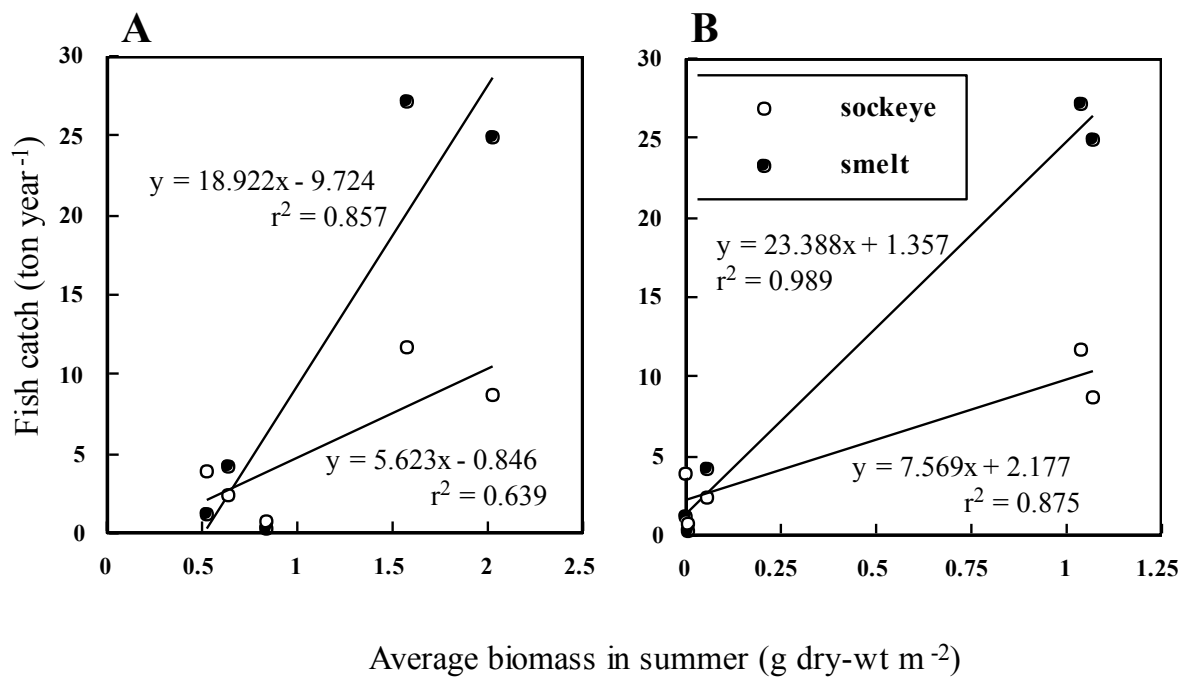 A
B
30
25
20
15
10
5
0
0
0.5
1
1.5
2
2.5
y = 18.922x - 9.724
r² = 0.857
y = 5.623x - 0.846
r² = 0.639
30
25
20
15
10
5
0
0
0.25
0.5
0.75
1
1.25
sockeye
smelt
y = 23.388x + 1.357
r² = 0.989
y = 7.569x + 2.177
r² = 0.875
Fish catch (ton year⁻¹)
Average biomass in summer (g dry-wt m⁻²)